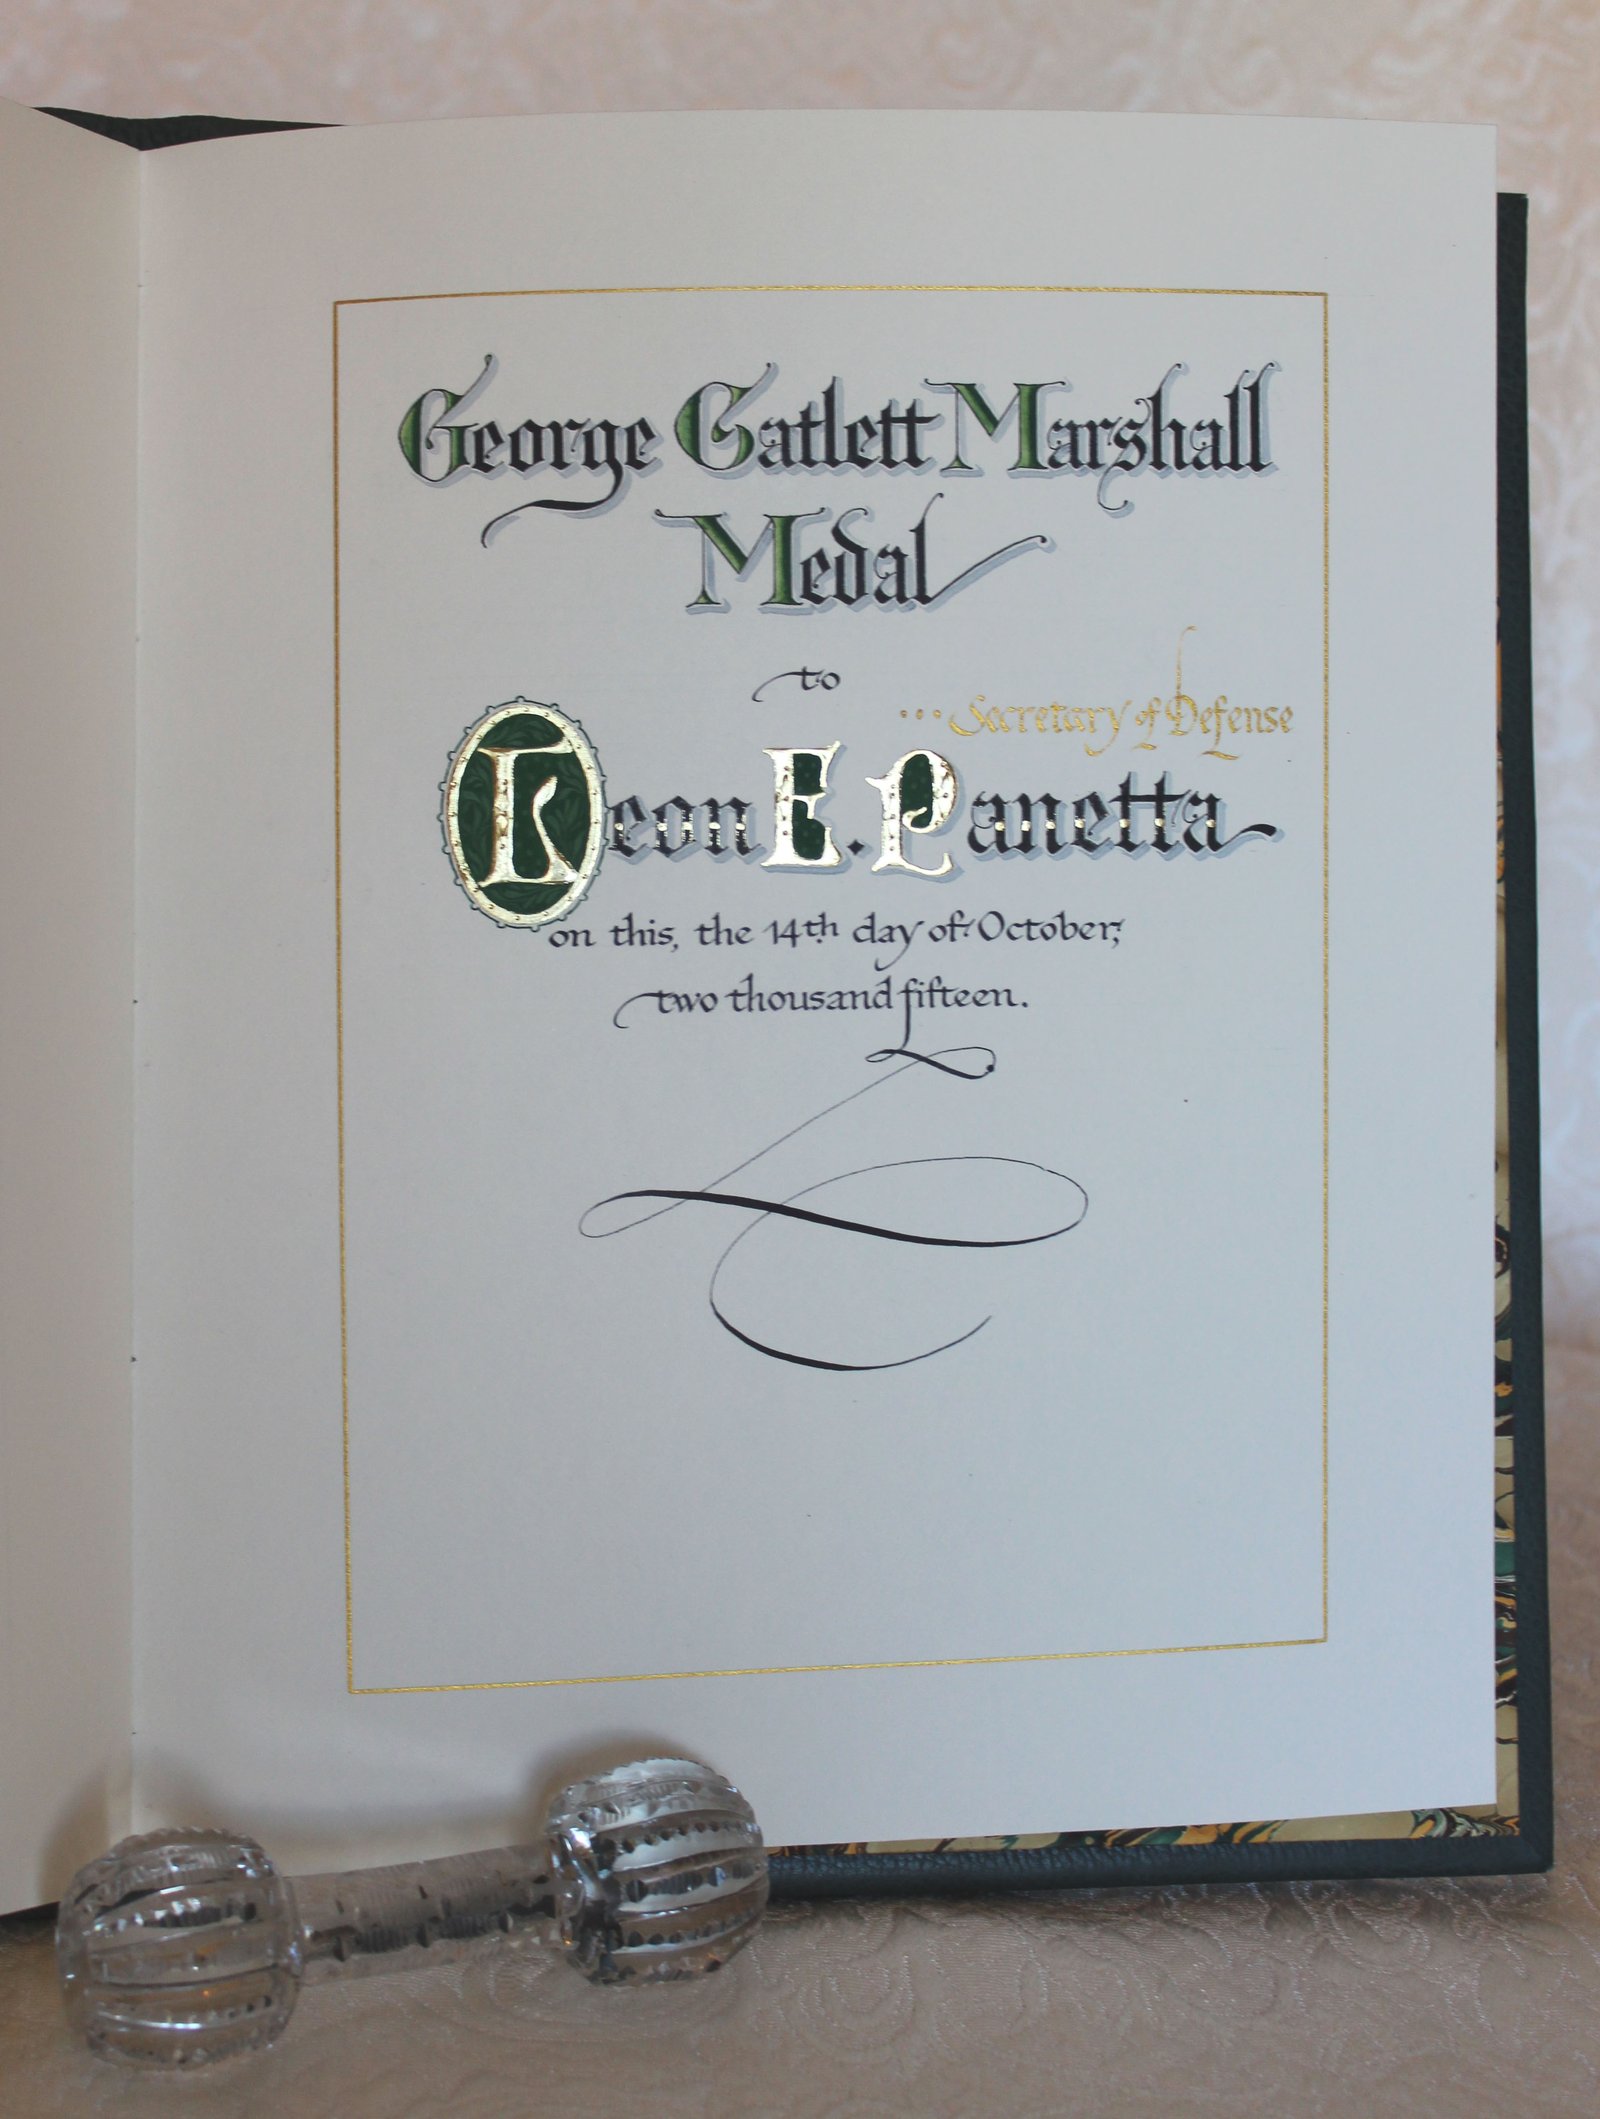 George Catlett Marshall
Medal
to
...Secretary of Defense
Leon E. Panetta
on this, the 14th day of October,
two thousand fifteen.